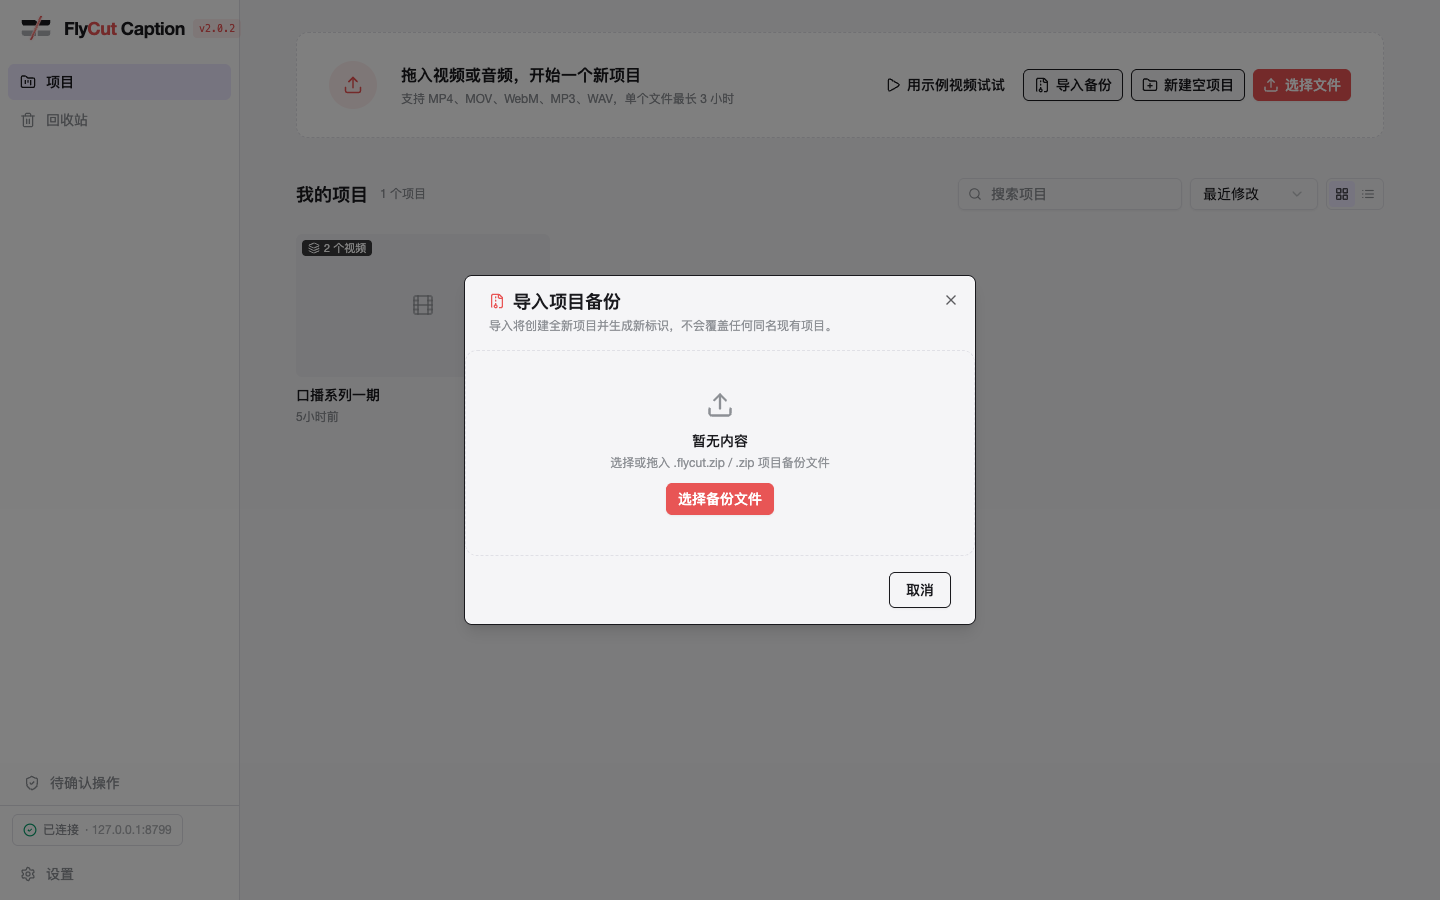 FlyCut Caption v2.0.2
项目
回收站
拖入视频或音频，开始一个新项目
支持 MP4、MOV、WebM、MP3、WAV，单个文件最长 3 小时
用示例视频试试
导入备份
新建空项目
选择文件
我的项目 1 个项目
搜索项目
最近修改
2 个视频
口播系列一期
5小时前
导入项目备份
导入将创建全新项目并生成新标识，不会覆盖任何同名现有项目。
暂无内容
选择或拖入 .flycut.zip / .zip 项目备份文件
选择备份文件
取消
待确认操作
已连接 · 127.0.0.1:8799
设置